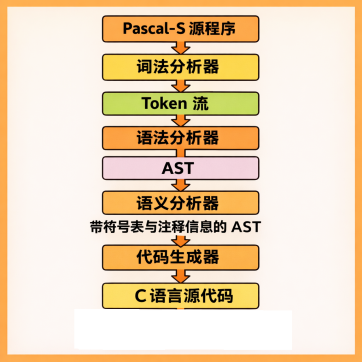 Pascal-S 源程序
词法分析器
Token 流
语法分析器
AST
语义分析器
带符号表与注释信息的 AST
代码生成器
C 语言源代码